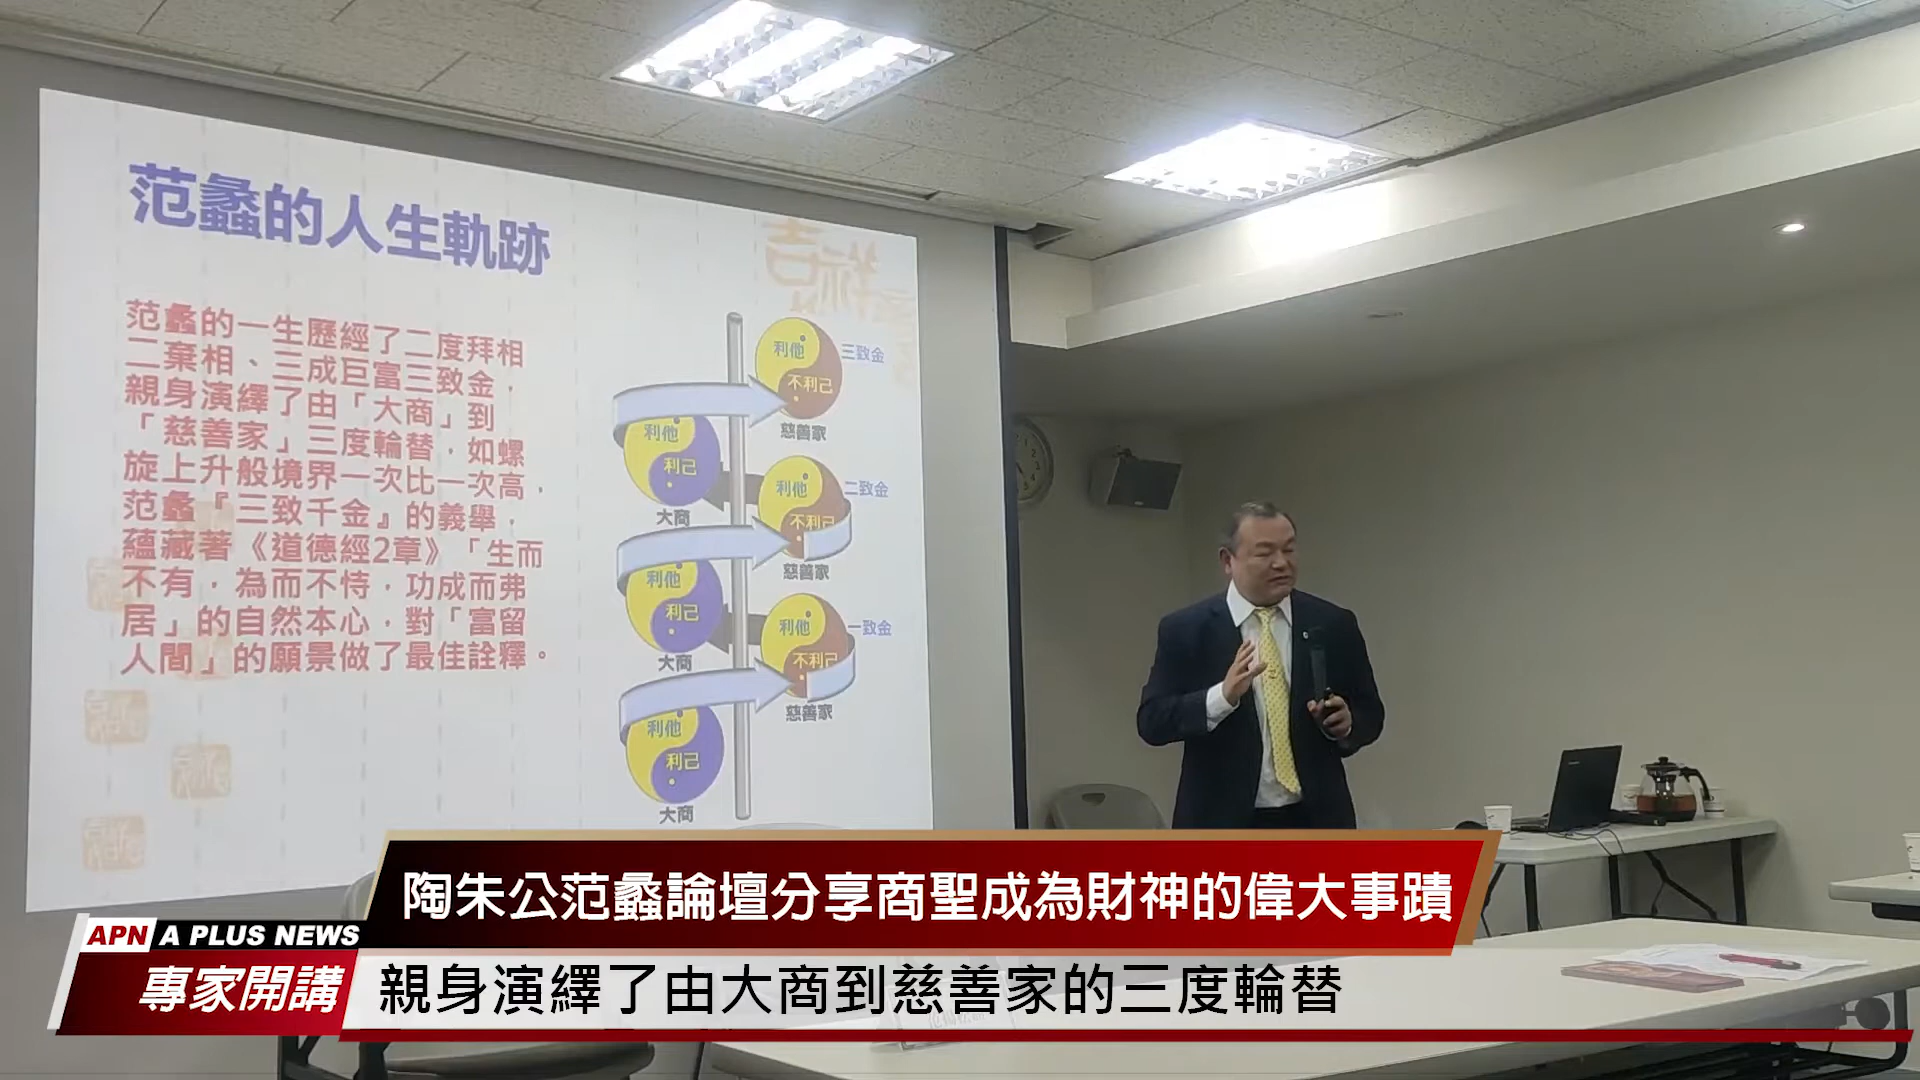 范蠡的人生軌跡
范蠡的一生歷經了二度拜相
二棄相、三成巨富三致金，
親身演繹了由「大商」到
「慈善家」三度輪替，如螺
旋上升般境界一次比一次高，
范蠡『三致千金』的義舉，
蘊藏著《道德經2章》「生而
不有，為而不恃，功成而弗
居」的自然本心，對「富留
人間」的願景做了最佳詮釋。
利他
不利己
三致金
慈善家
利他
利己
大商
利他
不利己
二致金
慈善家
利他
利己
大商
利他
不利己
一致金
慈善家
利他
利己
大商
陶朱公范蠡論壇分享商聖成為財神的偉大事蹟
APN A PLUS NEWS
專家開講
親身演繹了由大商到慈善家的三度輪替